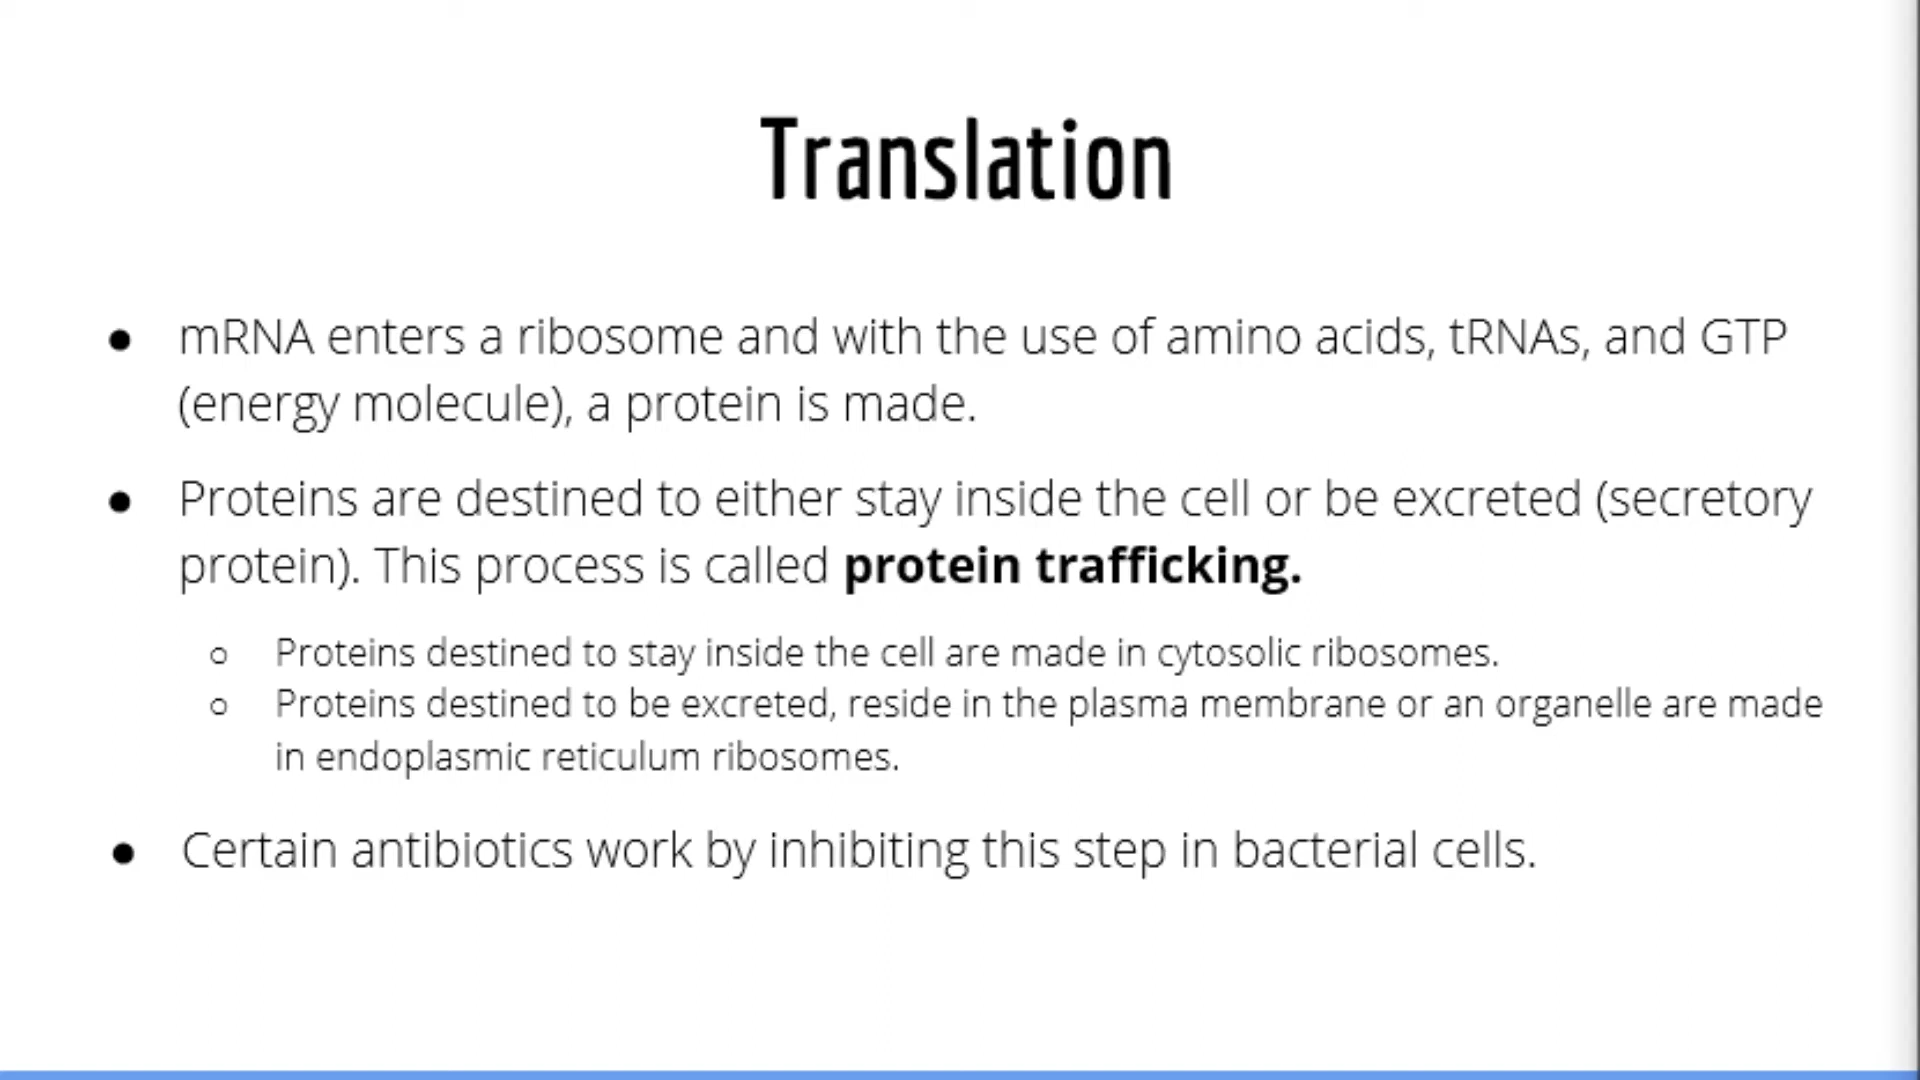 Translation
● mRNA enters a ribosome and with the use of amino acids, tRNAs, and GTP
(energy molecule), a protein is made.
● Proteins are destined to either stay inside the cell or be excreted (secretory
protein). This process is called protein trafficking.
○ Proteins destined to stay inside the cell are made in cytosolic ribosomes.
○ Proteins destined to be excreted, reside in the plasma membrane or an organelle are made
in endoplasmic reticulum ribosomes.
● Certain antibiotics work by inhibiting this step in bacterial cells.